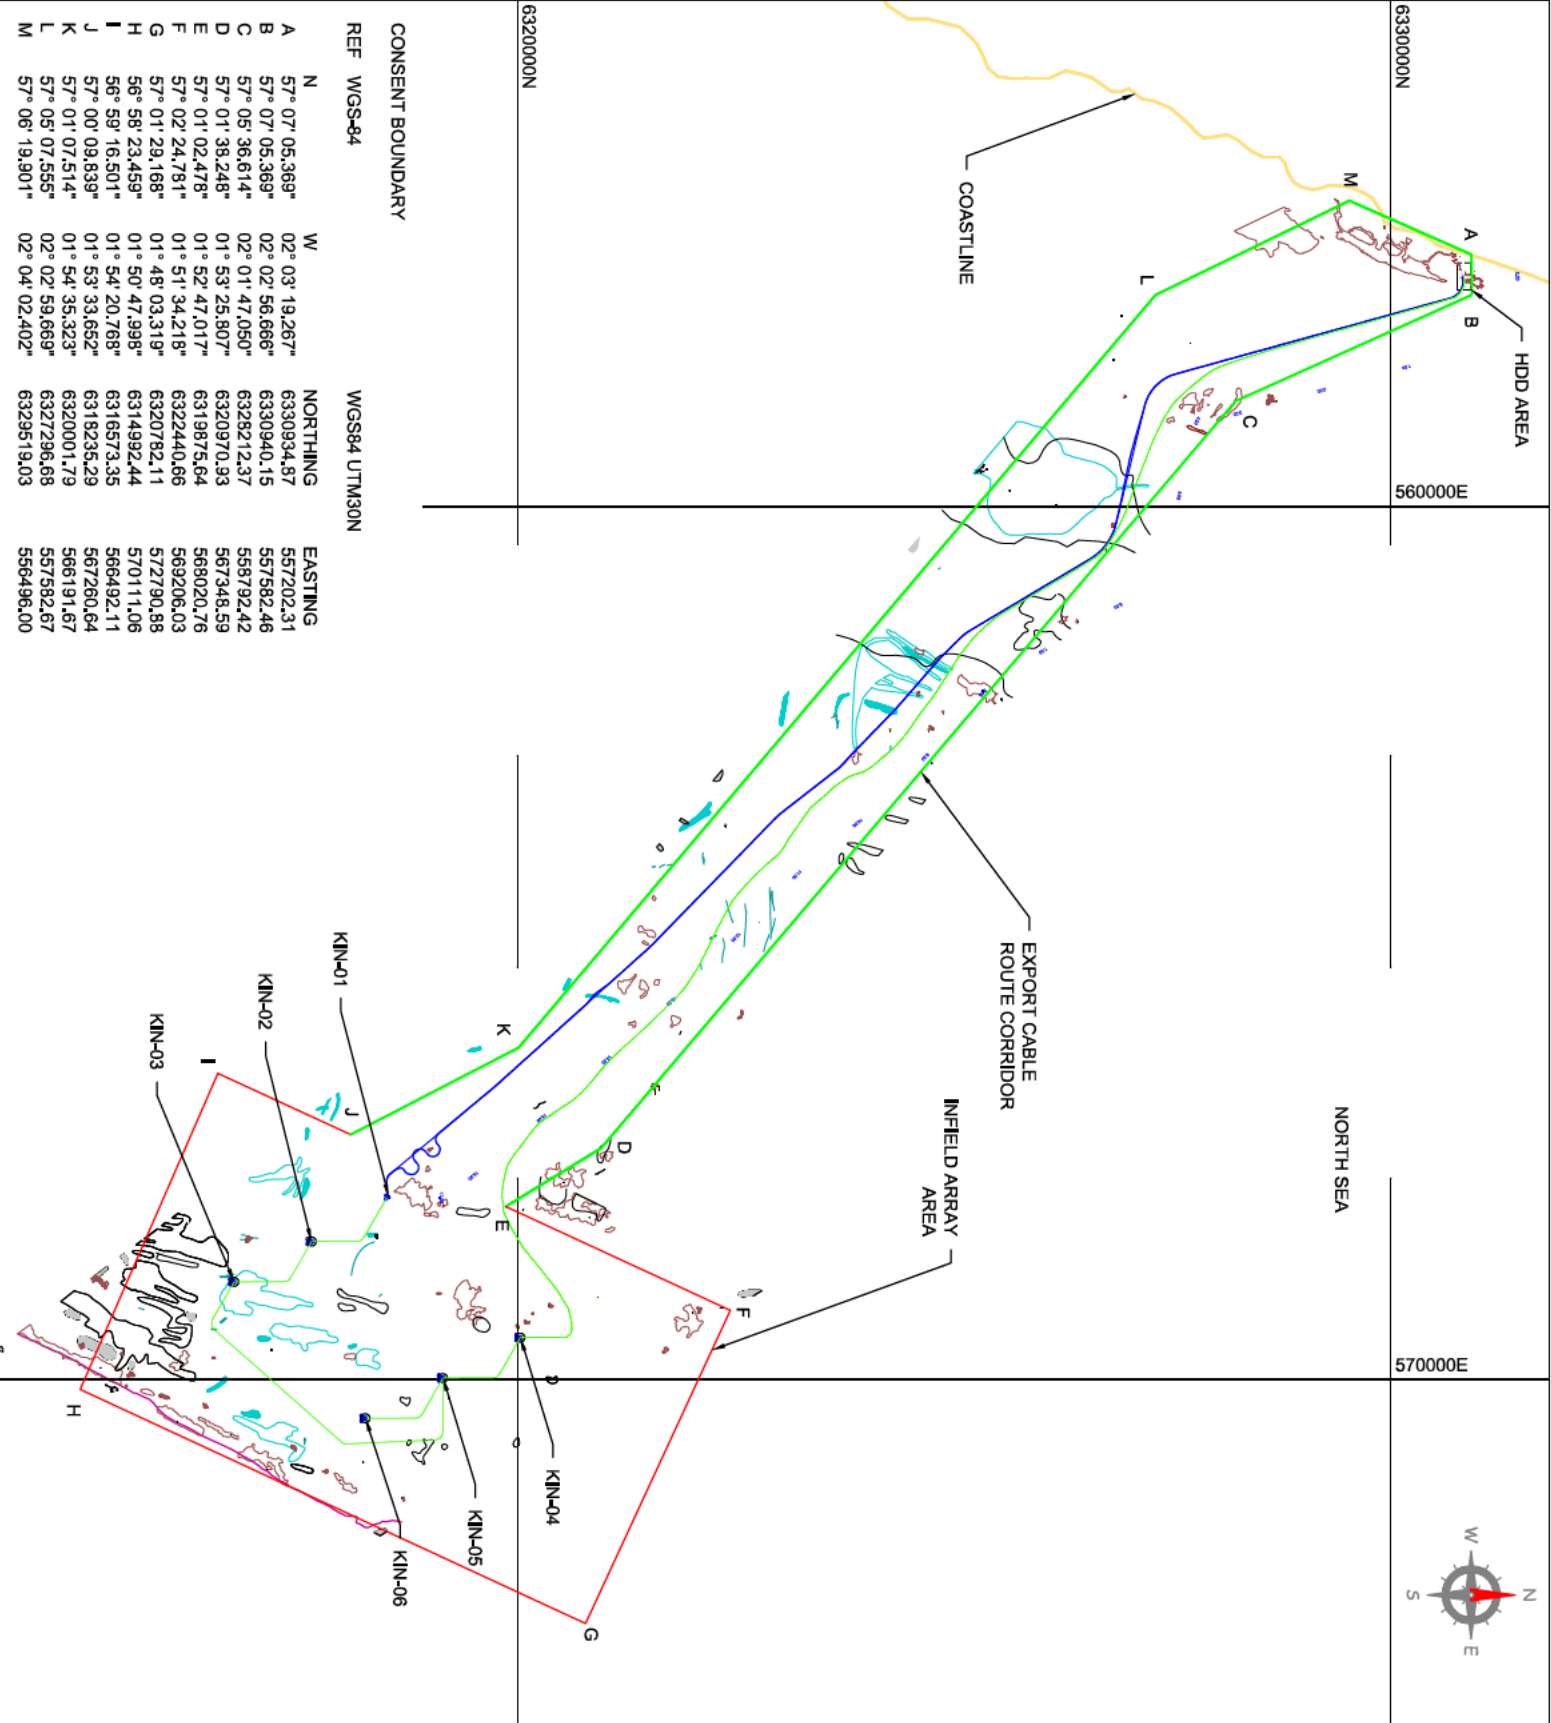 6320000N
6330000N
560000E
570000E
NORTH SEA
COASTLINE
HDD AREA
EXPORT CABLE
ROUTE CORRIDOR
INFIELD ARRAY
AREA
M
A
B
C
L
K
J
I
D
E
F
G
H
KIN-01
KIN-02
KIN-03
KIN-04
KIN-05
KIN-06
N
E
S
W
CONSENT BOUNDARY
REF WGS-84 WGS84 UTM30N
N W NORTHING EASTING
A 57° 07' 05.369" 02° 03' 19.267" 6330934.87 557202.31
B 57° 07' 05.369" 02° 02' 56.666" 6330940.15 557582.46
C 57° 05' 36.614" 02° 01' 47.050" 6328212.37 558792.42
D 57° 01' 38.248" 01° 53' 25.807" 6320970.93 567348.59
E 57° 01' 02.478" 01° 52' 47.017" 6319875.64 568020.76
F 57° 02' 24.781" 01° 51' 34.218" 6322440.66 569206.03
G 57° 01' 29.168" 01° 48' 03.319" 6320782.11 572790.88
H 56° 58' 23.459" 01° 50' 47.998" 6314992.44 570111.06
I 56° 59' 16.501" 01° 54' 20.768" 6316573.35 566492.11
J 57° 00' 09.839" 01° 53' 33.652" 6318235.29 567260.64
K 57° 01' 07.514" 01° 54' 35.323" 6320001.79 566191.67
L 57° 05' 07.555" 02° 02' 59.669" 6327296.68 557582.67
M 57° 06' 19.901" 02° 04' 02.402" 6329519.03 556496.00